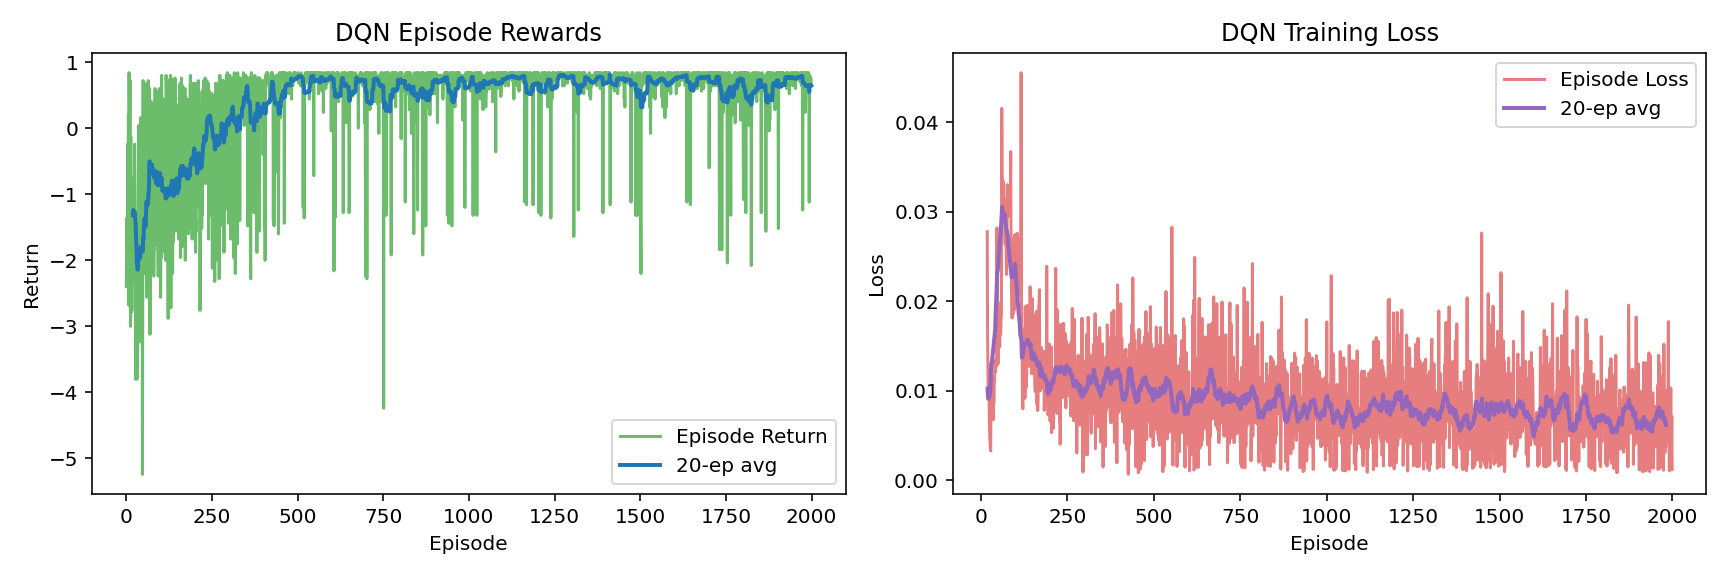 DQN Episode Rewards
1
0
−1
−2
−3
−4
−5
Return
Episode Return
20-ep avg
0 250 500 750 1000 1250 1500 1750 2000
Episode
DQN Training Loss
0.04
0.03
0.02
0.01
0.00
Loss
Episode Loss
20-ep avg
0 250 500 750 1000 1250 1500 1750 2000
Episode